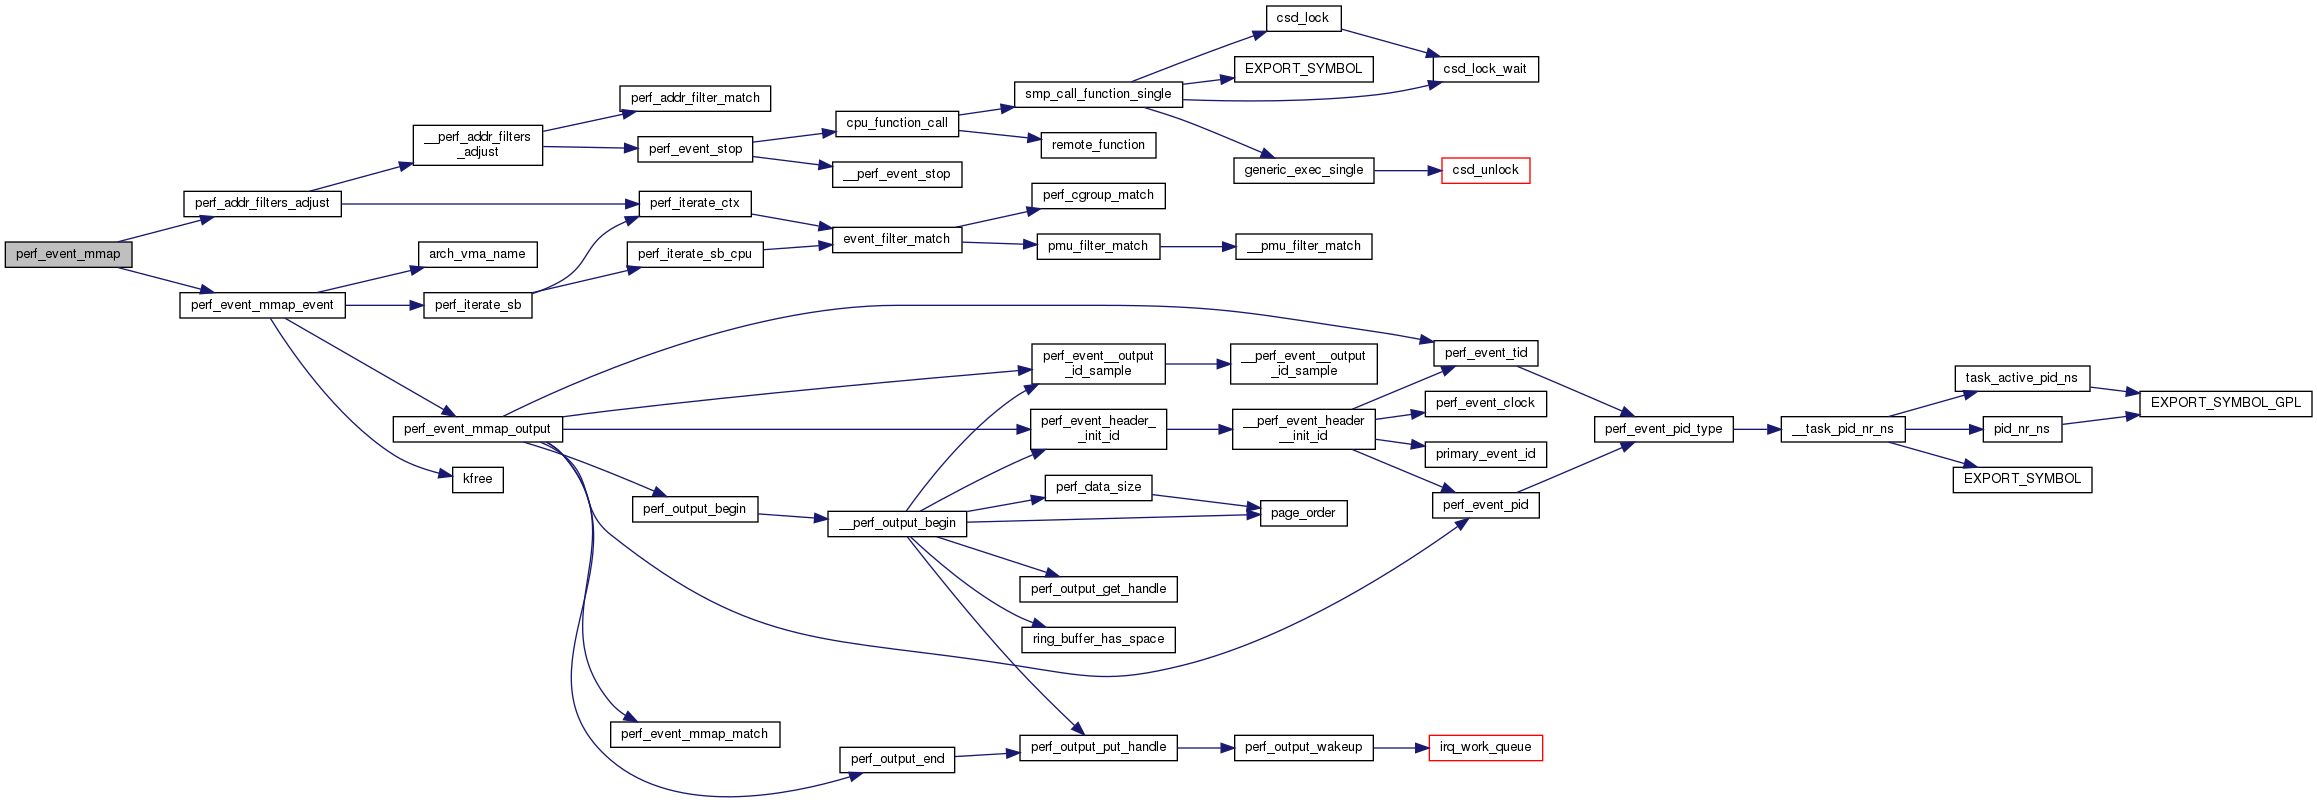 perf_event_mmap
perf_addr_filters_adjust
perf_event_mmap_event
__perf_addr_filters
_adjust
arch_vma_name
perf_iterate_sb
perf_event_mmap_output
kfree
perf_addr_filter_match
perf_event_stop
perf_iterate_ctx
perf_iterate_sb_cpu
perf_output_begin
perf_event_mmap_match
cpu_function_call
__perf_event_stop
event_filter_match
__perf_output_begin
perf_output_end
smp_call_function_single
remote_function
perf_cgroup_match
pmu_filter_match
perf_event__output
_id_sample
perf_event_header_
_init_id
perf_data_size
perf_output_get_handle
ring_buffer_has_space
perf_output_put_handle
csd_lock
EXPORT_SYMBOL
generic_exec_single
__pmu_filter_match
__perf_event__output
_id_sample
__perf_event_header
__init_id
page_order
perf_output_wakeup
csd_lock_wait
csd_unlock
perf_event_tid
perf_event_clock
primary_event_id
perf_event_pid
irq_work_queue
perf_event_pid_type
__task_pid_nr_ns
task_active_pid_ns
pid_nr_ns
EXPORT_SYMBOL
EXPORT_SYMBOL_GPL